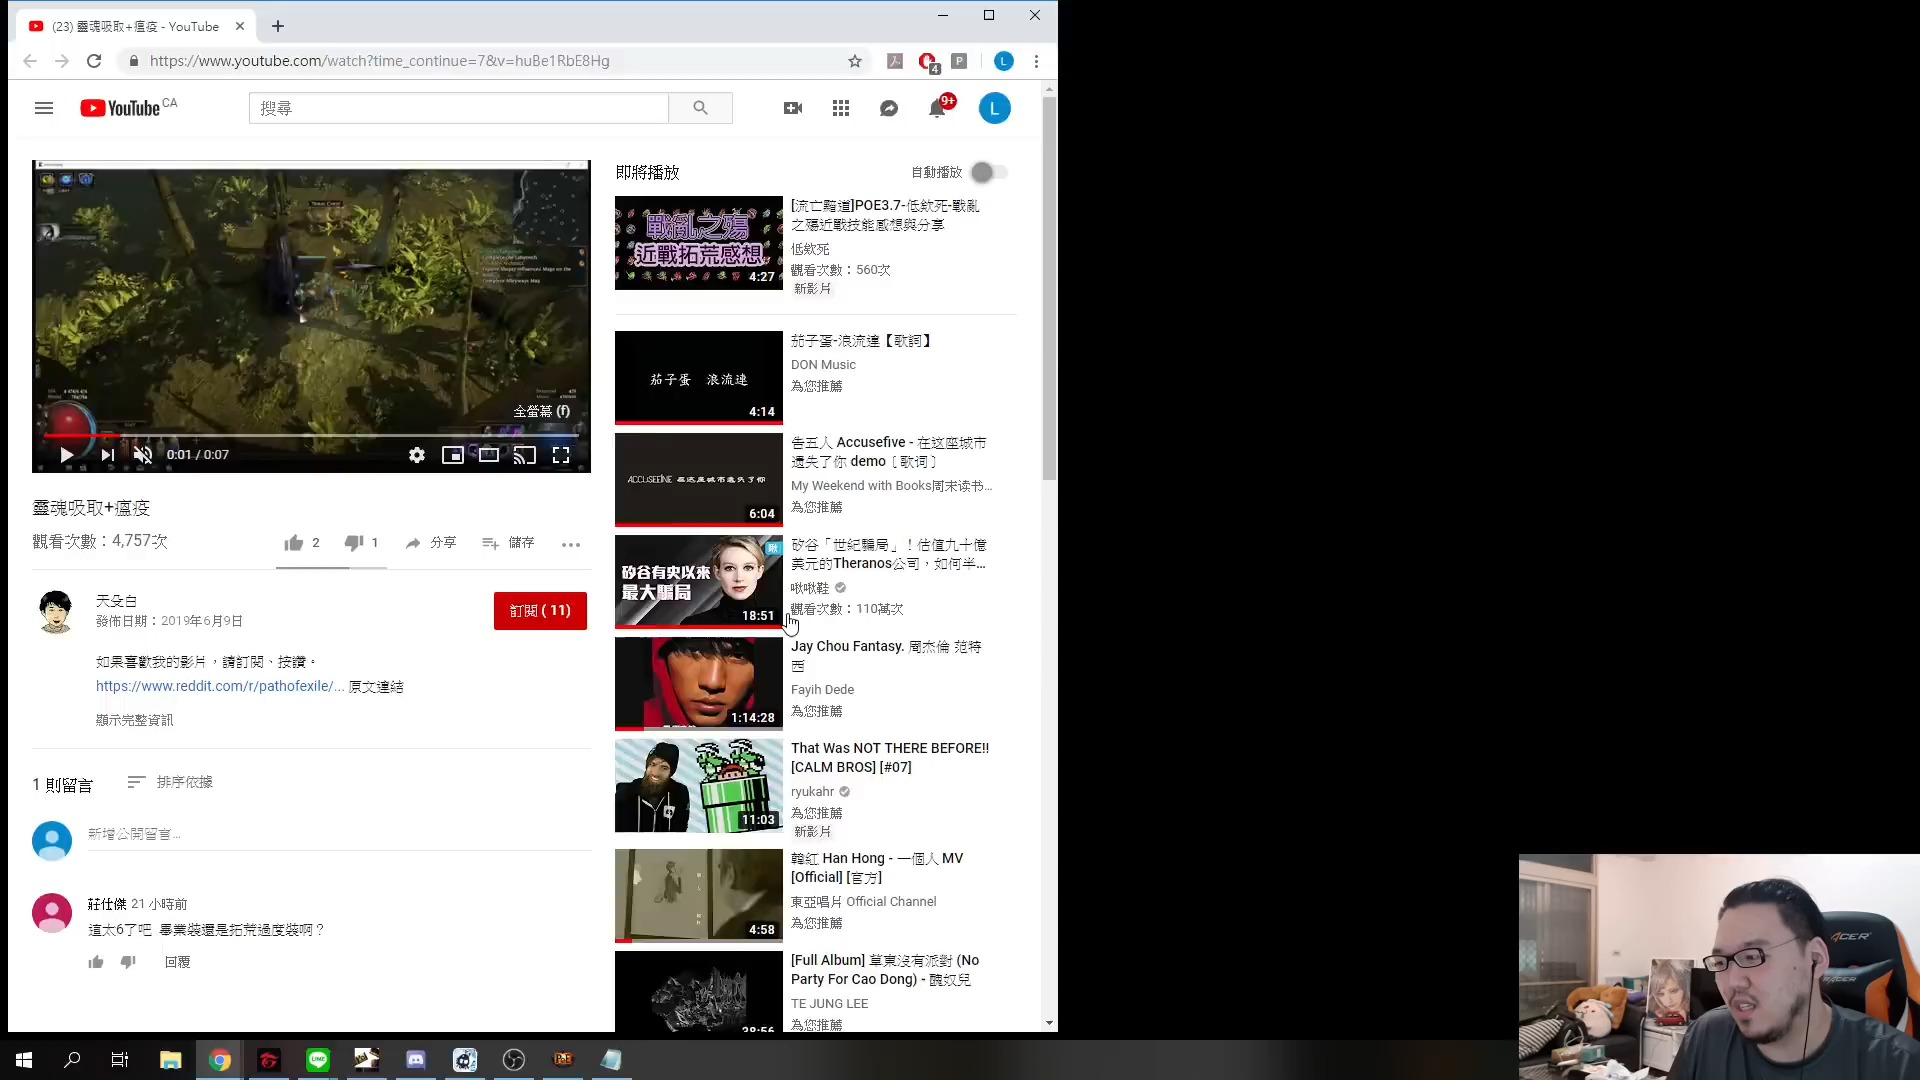 (23) 靈魂吸取+瘟疫 - YouTube
https://www.youtube.com/watch?time_continue=7&v=huBe1RbE8Hg
4
P
L
YouTube CA
搜尋
9+
L
全螢幕 (f)
0:01 / 0:07
靈魂吸取+瘟疫
觀看次數：4,757次
2
1
分享
儲存
天殳白
發佈日期：2019年6月9日
訂閱 (11)
如果喜歡我的影片，請訂閱、按讚。
https://www.reddit.com/r/pathofexile/... 原文連結
顯示完整資訊
1 則留言
排序依據
新增公開留言...
莊仕傑 21 小時前
這太6了吧 畢業裝還是拓荒過度裝啊？
回覆
即將播放
自動播放
戰亂之殤
近戰拓荒感想
4:27
[流亡黯道]POE3.7-低欸死-戰亂
之殤近戰技能感想與分享
低欸死
觀看次數：560次
新影片
茄子蛋 浪流連
4:14
茄子蛋-浪流連【歌詞】
DON Music
為您推薦
6:04
告五人 Accusefive - 在这座城市
遗失了你 demo〔歌词〕
My Weekend with Books周末读书...
為您推薦
矽谷有史以來
最大騙局
啾
18:51
矽谷「世紀騙局」！估值九十億
美元的Theranos公司，如何半...
啾啾鞋
觀看次數：110萬次
1:14:28
Jay Chou Fantasy. 周杰倫 范特
西
Fayih Dede
為您推薦
11:03
That Was NOT THERE BEFORE!!
[CALM BROS] [#07]
ryukahr
為您推薦
新影片
4:58
韓紅 Han Hong - 一個人 MV
[Official] [官方]
東亞唱片 Official Channel
為您推薦
38:56
[Full Album] 草東沒有派對 (No
Party For Cao Dong) - 醜奴兒
TE JUNG LEE
為您推薦
LINE
PoE
ACER